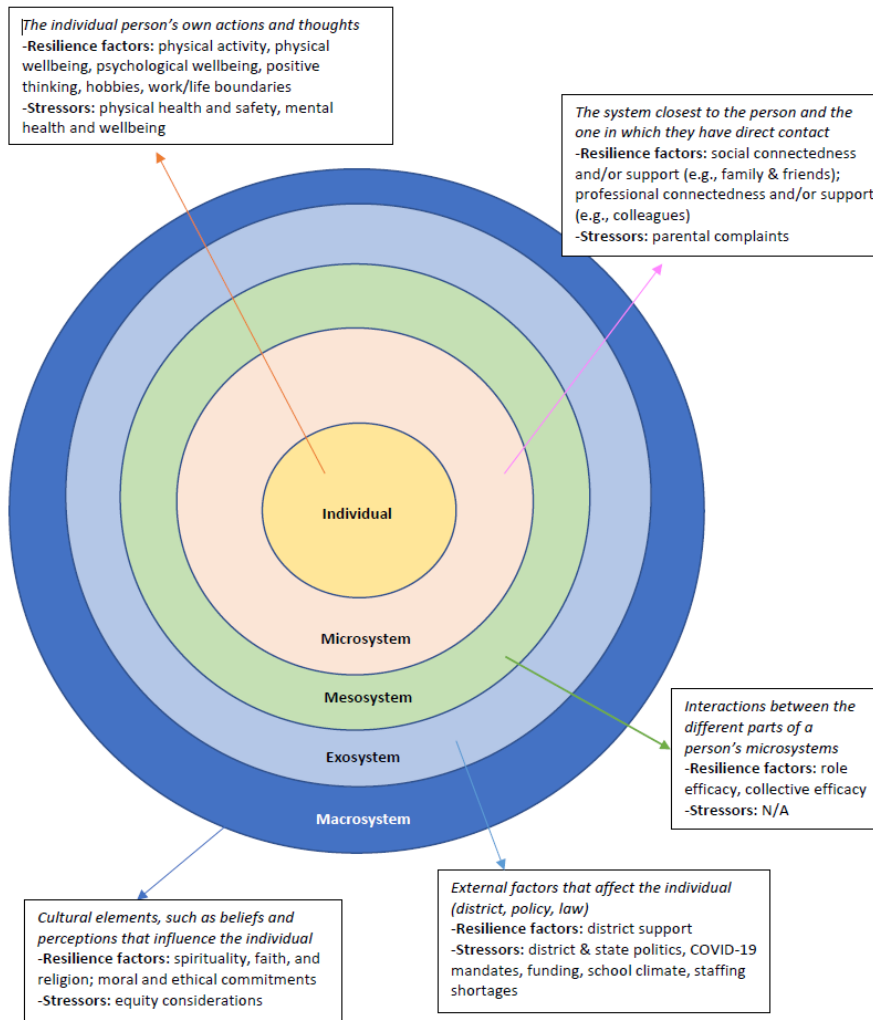 The individual person's own actions and thoughts
-Resilience factors: physical activity, physical
wellbeing, psychological wellbeing, positive
thinking, hobbies, work/life boundaries
-Stressors: physical health and safety, mental
health and wellbeing
The system closest to the person and the
one in which they have direct contact
-Resilience factors: social connectedness
and/or support (e.g., family & friends);
professional connectedness and/or support
(e.g., colleagues)
-Stressors: parental complaints
Individual
Microsystem
Mesosystem
Exosystem
Macrosystem
Interactions between the
different parts of a
person's microsystems
-Resilience factors: role
efficacy, collective efficacy
-Stressors: N/A
External factors that affect the individual
(district, policy, law)
-Resilience factors: district support
-Stressors: district & state politics, COVID-19
mandates, funding, school climate, staffing
shortages
Cultural elements, such as beliefs and
perceptions that influence the individual
-Resilience factors: spirituality, faith, and
religion; moral and ethical commitments
-Stressors: equity considerations